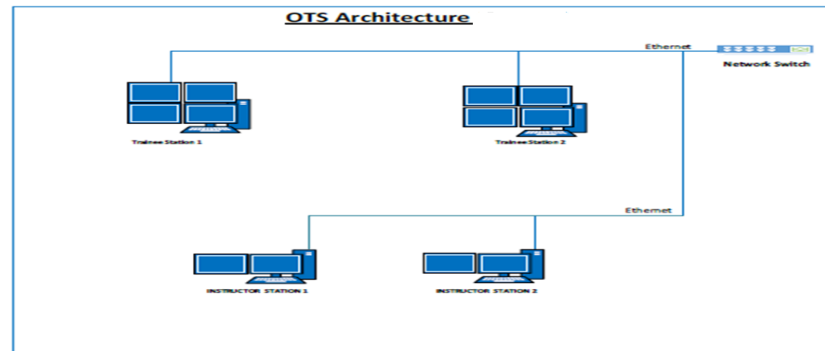 OTS Architecture
Ethernet
Network Switch
Trainee Station 1
Trainee Station 2
Ethernet
INSTRUCTOR STATION 1
INSTRUCTOR STATION 2